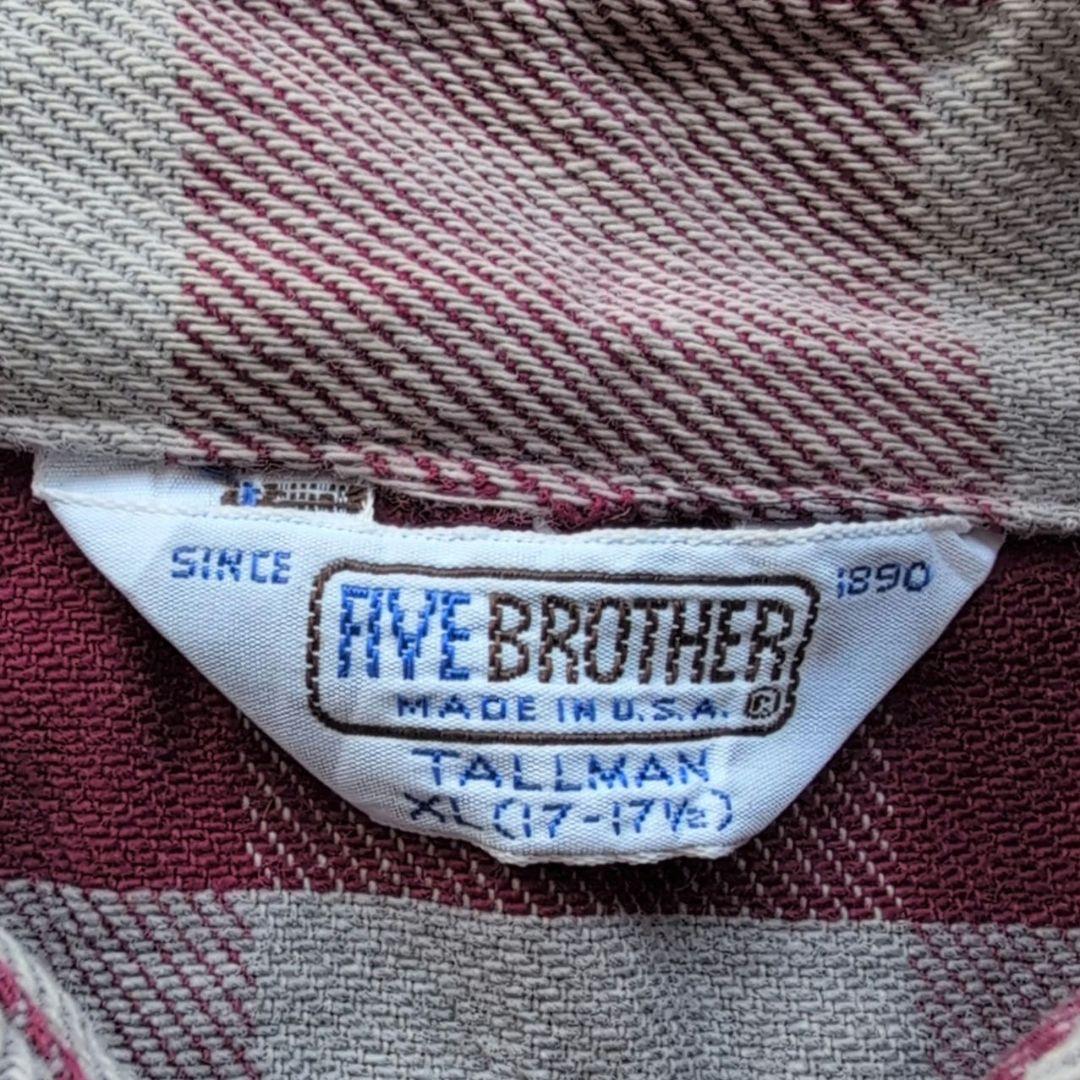 SINCE 1890
FIVE BROTHER
MADE IN U.S.A. ®
TALLMAN
XL (17-17½)